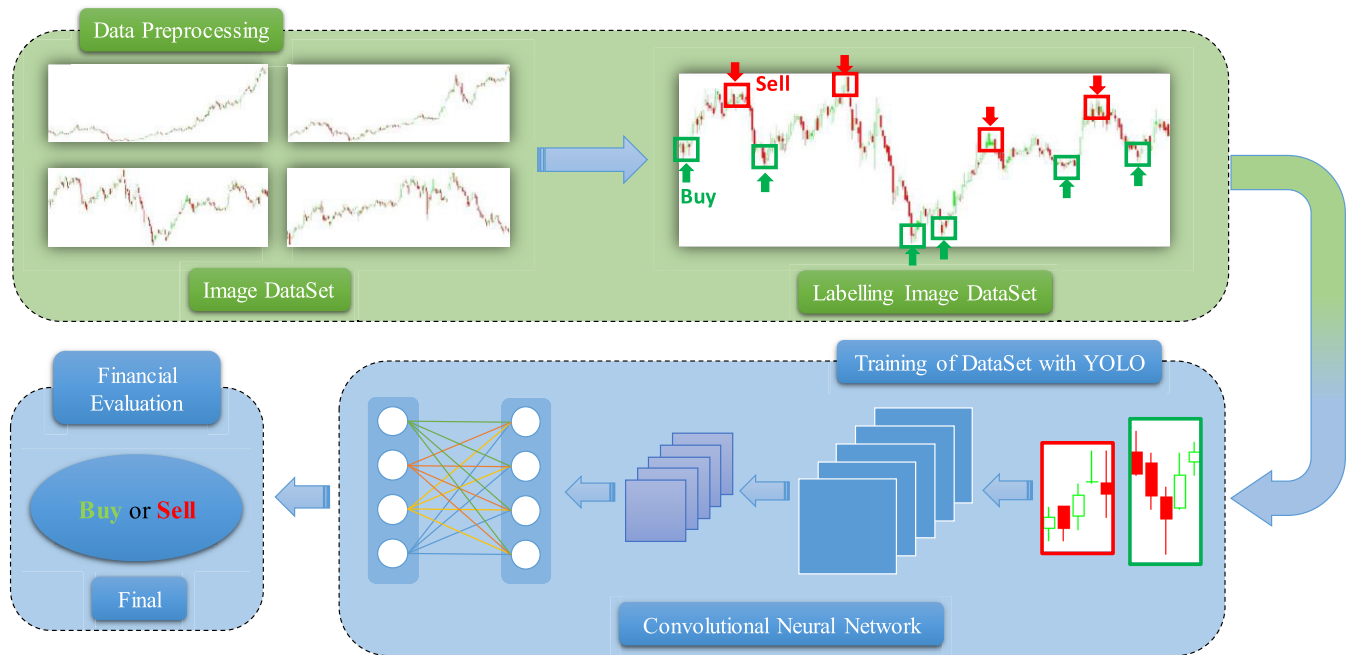 Data Preprocessing
Sell
Buy
Image DataSet
Labelling Image DataSet
Training of DataSet with YOLO
Convolutional Neural Network
Financial
Evaluation
Buy or Sell
Final